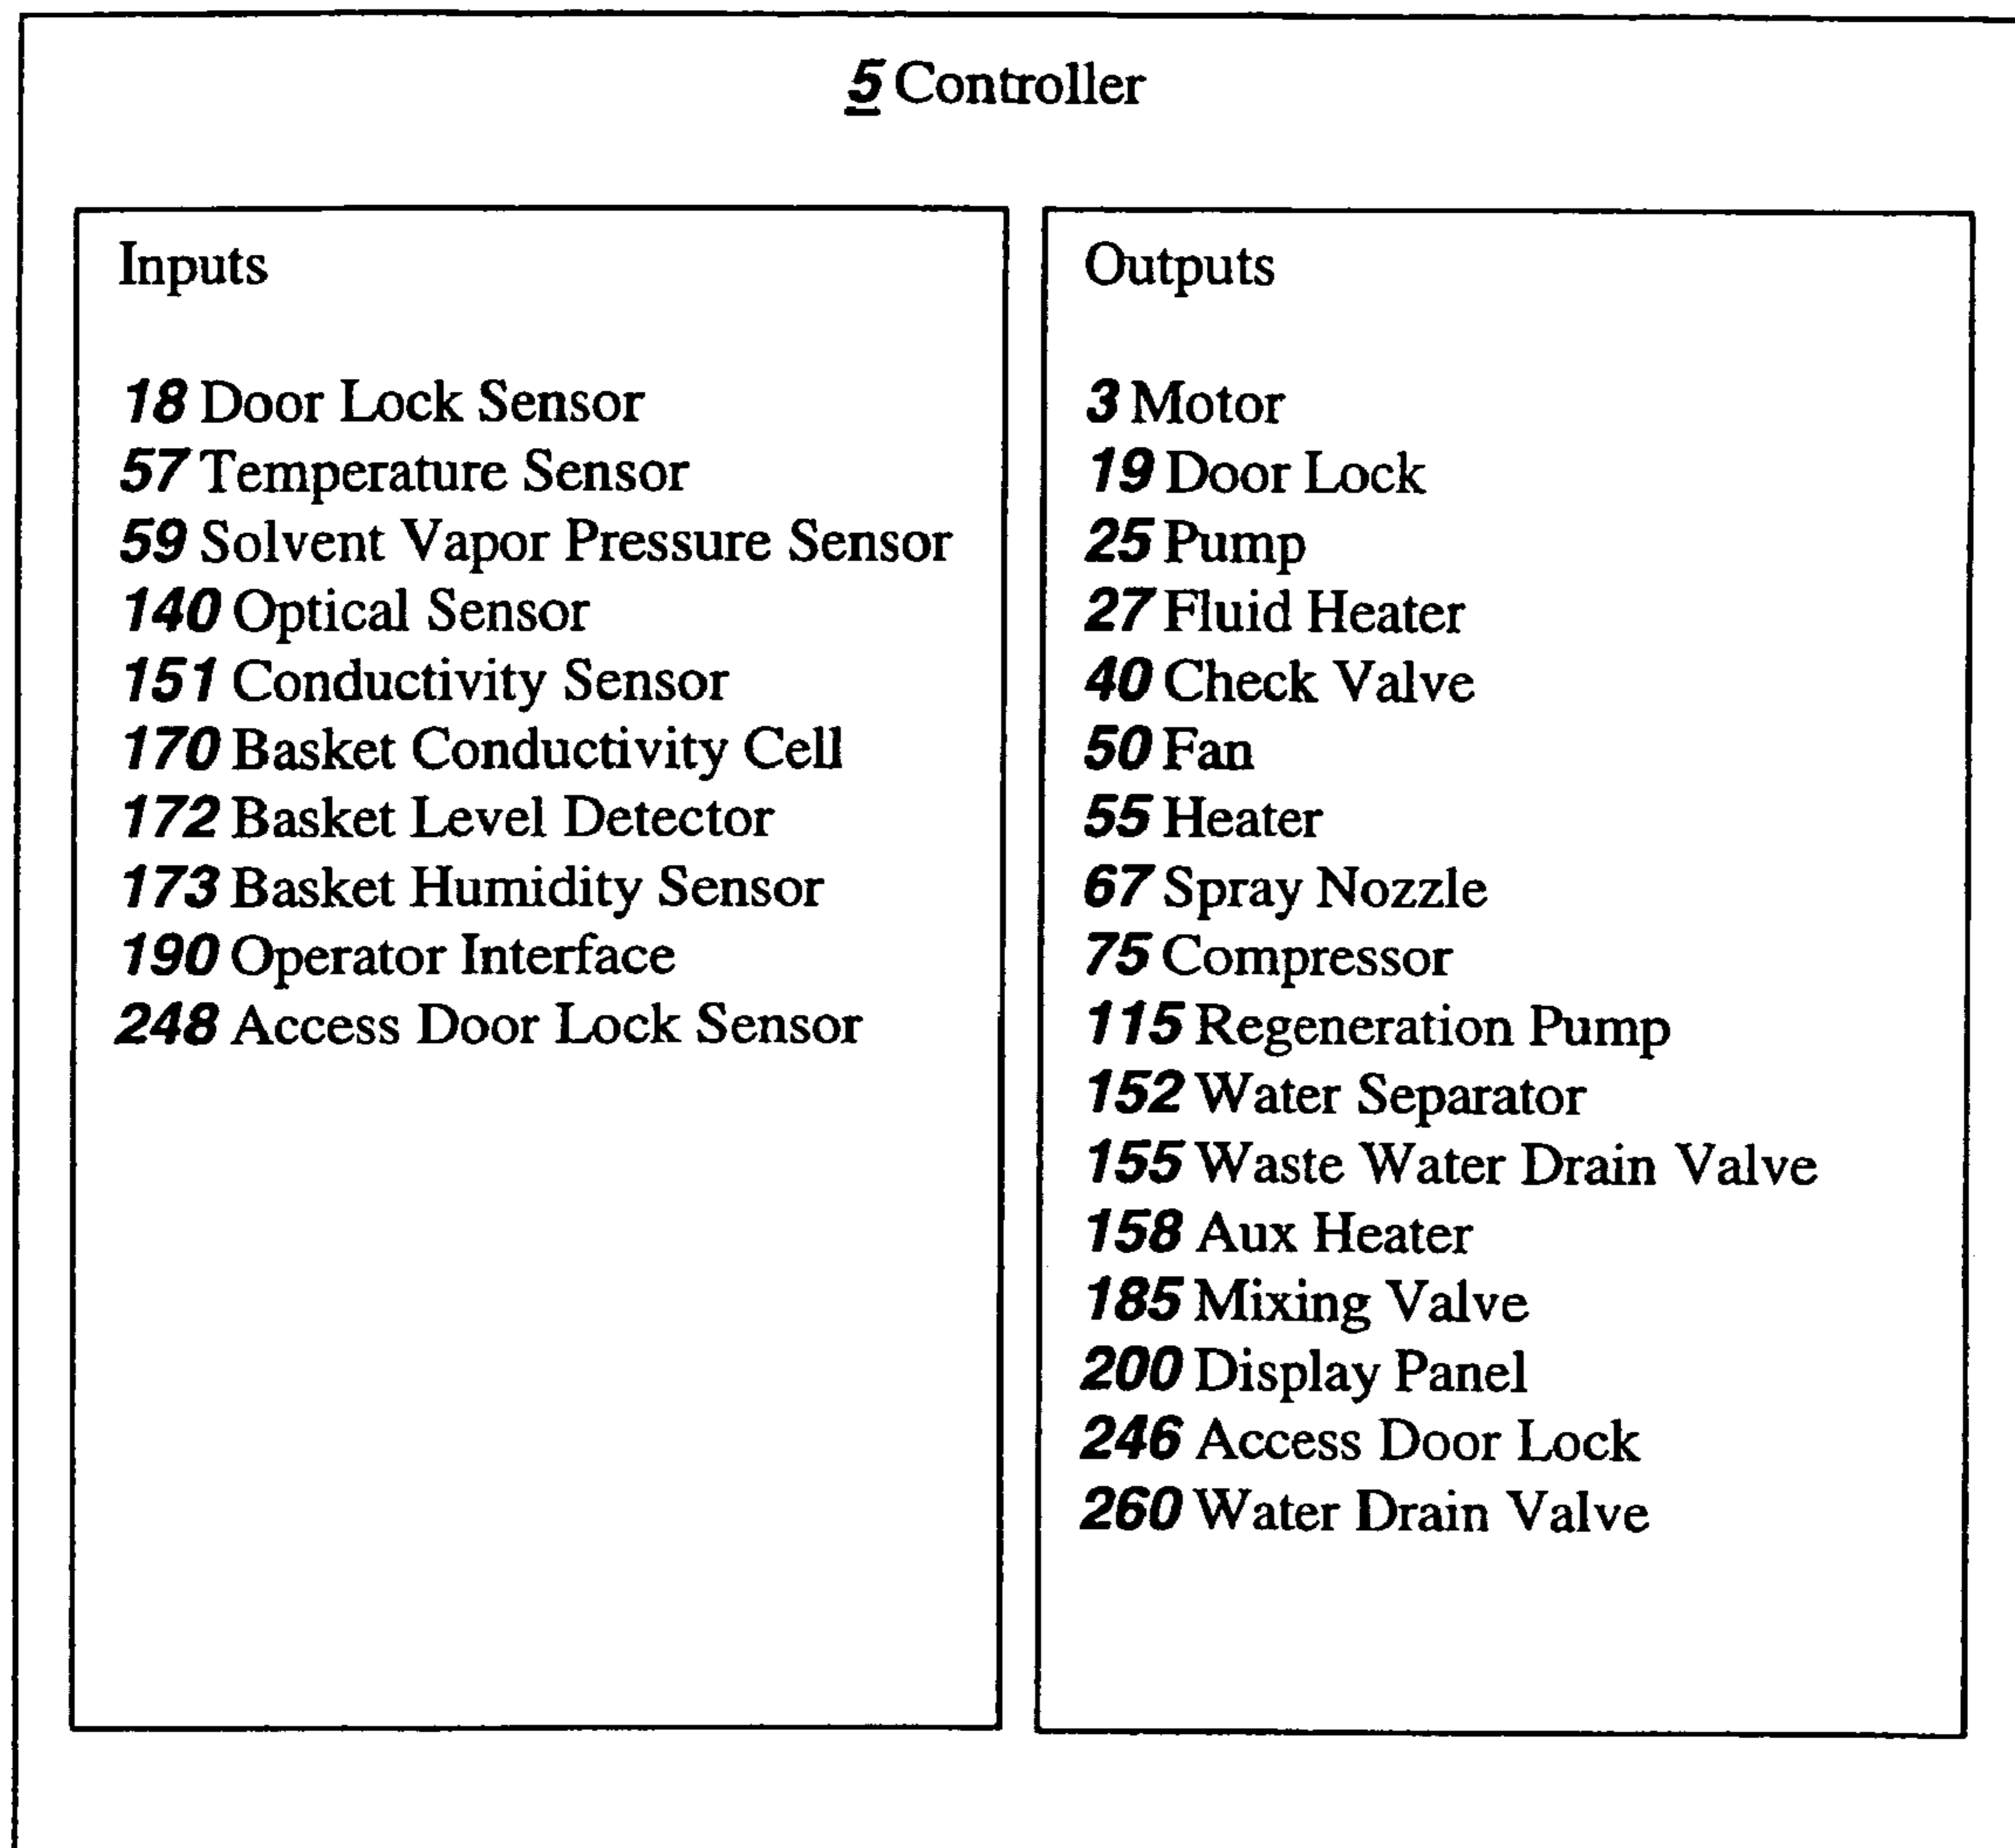 5 Controller
Inputs
18 Door Lock Sensor
57 Temperature Sensor
59 Solvent Vapor Pressure Sensor
140 Optical Sensor
151 Conductivity Sensor
170 Basket Conductivity Cell
172 Basket Level Detector
173 Basket Humidity Sensor
190 Operator Interface
248 Access Door Lock Sensor
Outputs
3 Motor
19 Door Lock
25 Pump
27 Fluid Heater
40 Check Valve
50 Fan
55 Heater
67 Spray Nozzle
75 Compressor
115 Regeneration Pump
152 Water Separator
155 Waste Water Drain Valve
158 Aux Heater
185 Mixing Valve
200 Display Panel
246 Access Door Lock
260 Water Drain Valve